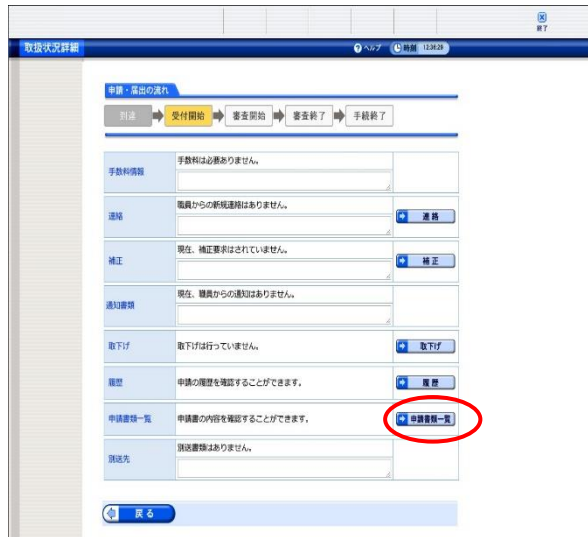 終了
取扱状況詳細
ヘルプ 時刻 12:38:29
申請・届出の流れ
到達 受付開始 審査開始 審査終了 手続終了
手数料情報 手数料は必要ありません。
連絡 職員からの新規連絡はありません。 連絡
補正 現在、補正要求はされていません。 補正
通知書類 現在、職員からの通知はありません。
取下げ 取下げは行っていません。 取下げ
履歴 申請の履歴を確認することができます。 履歴
申請書類一覧 申請書の内容を確認することができます。 申請書類一覧
別送先 別送書類はありません。
戻る